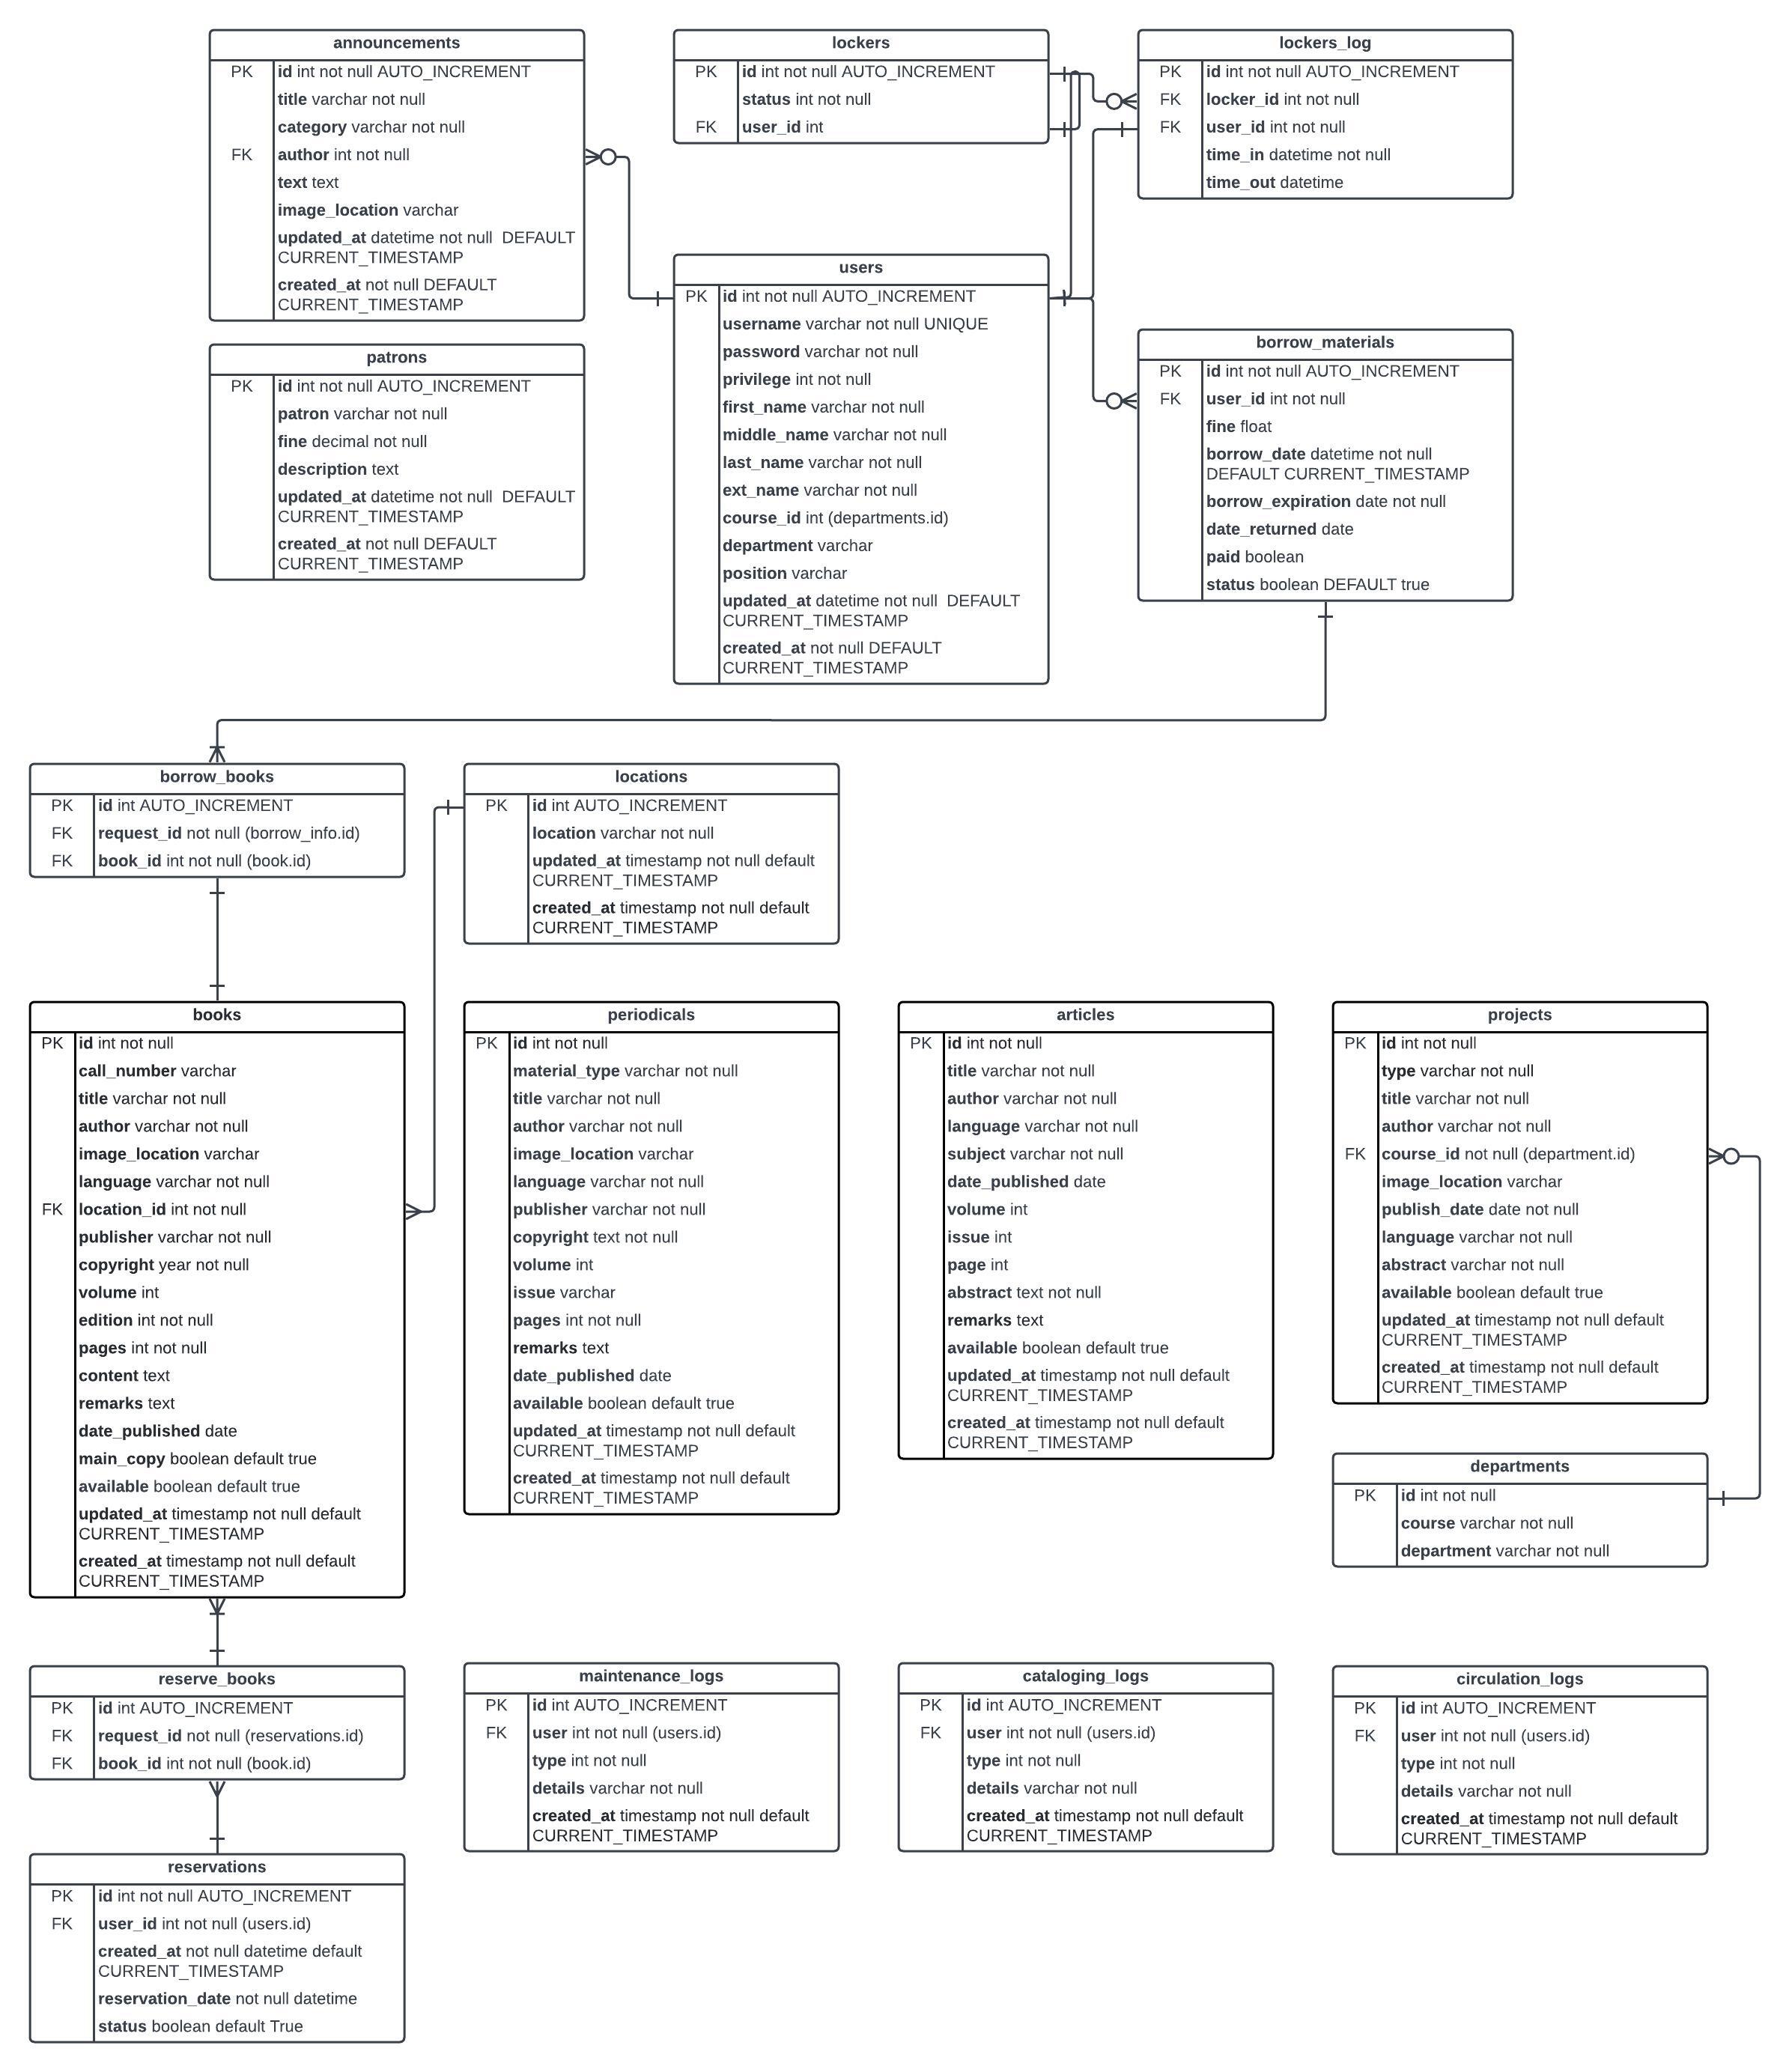 announcements
PK id int not null AUTO_INCREMENT
title varchar not null
category varchar not null
FK author int not null
text text
image_location varchar
updated_at datetime not null  DEFAULT
CURRENT_TIMESTAMP
created_at not null DEFAULT
CURRENT_TIMESTAMP
lockers
PK id int not null AUTO_INCREMENT
status int not null
FK user_id int
lockers_log
PK id int not null AUTO_INCREMENT
FK locker_id int not null
FK user_id int not null
time_in datetime not null
time_out datetime
patrons
PK id int not null AUTO_INCREMENT
patron varchar not null
fine decimal not null
description text
updated_at datetime not null  DEFAULT
CURRENT_TIMESTAMP
created_at not null DEFAULT
CURRENT_TIMESTAMP
users
PK id int not null AUTO_INCREMENT
username varchar not null UNIQUE
password varchar not null
privilege int not null
first_name varchar not null
middle_name varchar not null
last_name varchar not null
ext_name varchar not null
course_id int (departments.id)
department varchar
position varchar
updated_at datetime not null  DEFAULT
CURRENT_TIMESTAMP
created_at not null DEFAULT
CURRENT_TIMESTAMP
borrow_materials
PK id int not null AUTO_INCREMENT
FK user_id int not null
fine float
borrow_date datetime not null
DEFAULT CURRENT_TIMESTAMP
borrow_expiration date not null
date_returned date
paid boolean
status boolean DEFAULT true
borrow_books
PK id int AUTO_INCREMENT
FK request_id not null (borrow_info.id)
FK book_id int not null (book.id)
locations
PK id int AUTO_INCREMENT
location varchar not null
updated_at timestamp not null default
CURRENT_TIMESTAMP
created_at timestamp not null default
CURRENT_TIMESTAMP
books
PK id int not null
call_number varchar
title varchar not null
author varchar not null
image_location varchar
language varchar not null
FK location_id int not null
publisher varchar not null
copyright year not null
volume int
edition int not null
pages int not null
content text
remarks text
date_published date
main_copy boolean default true
available boolean default true
updated_at timestamp not null default
CURRENT_TIMESTAMP
created_at timestamp not null default
CURRENT_TIMESTAMP
periodicals
PK id int not null
material_type varchar not null
title varchar not null
author varchar not null
image_location varchar
language varchar not null
publisher varchar not null
copyright text not null
volume int
issue varchar
pages int not null
remarks text
date_published date
available boolean default true
updated_at timestamp not null default
CURRENT_TIMESTAMP
created_at timestamp not null default
CURRENT_TIMESTAMP
articles
PK id int not null
title varchar not null
author varchar not null
language varchar not null
subject varchar not null
date_published date
volume int
issue int
page int
abstract text not null
remarks text
available boolean default true
updated_at timestamp not null default
CURRENT_TIMESTAMP
created_at timestamp not null default
CURRENT_TIMESTAMP
projects
PK id int not null
type varchar not null
title varchar not null
author varchar not null
FK course_id not null (department.id)
image_location varchar
publish_date date not null
language varchar not null
abstract varchar not null
available boolean default true
updated_at timestamp not null default
CURRENT_TIMESTAMP
created_at timestamp not null default
CURRENT_TIMESTAMP
departments
PK id int not null
course varchar not null
department varchar not null
reserve_books
PK id int AUTO_INCREMENT
FK request_id not null (reservations.id)
FK book_id int not null (book.id)
maintenance_logs
PK id int AUTO_INCREMENT
FK user int not null (users.id)
type int not null
details varchar not null
created_at timestamp not null default
CURRENT_TIMESTAMP
cataloging_logs
PK id int AUTO_INCREMENT
FK user int not null (users.id)
type int not null
details varchar not null
created_at timestamp not null default
CURRENT_TIMESTAMP
circulation_logs
PK id int AUTO_INCREMENT
FK user int not null (users.id)
type int not null
details varchar not null
created_at timestamp not null default
CURRENT_TIMESTAMP
reservations
PK id int not null AUTO_INCREMENT
FK user_id int not null (users.id)
created_at not null datetime default
CURRENT_TIMESTAMP
reservation_date not null datetime
status boolean default True